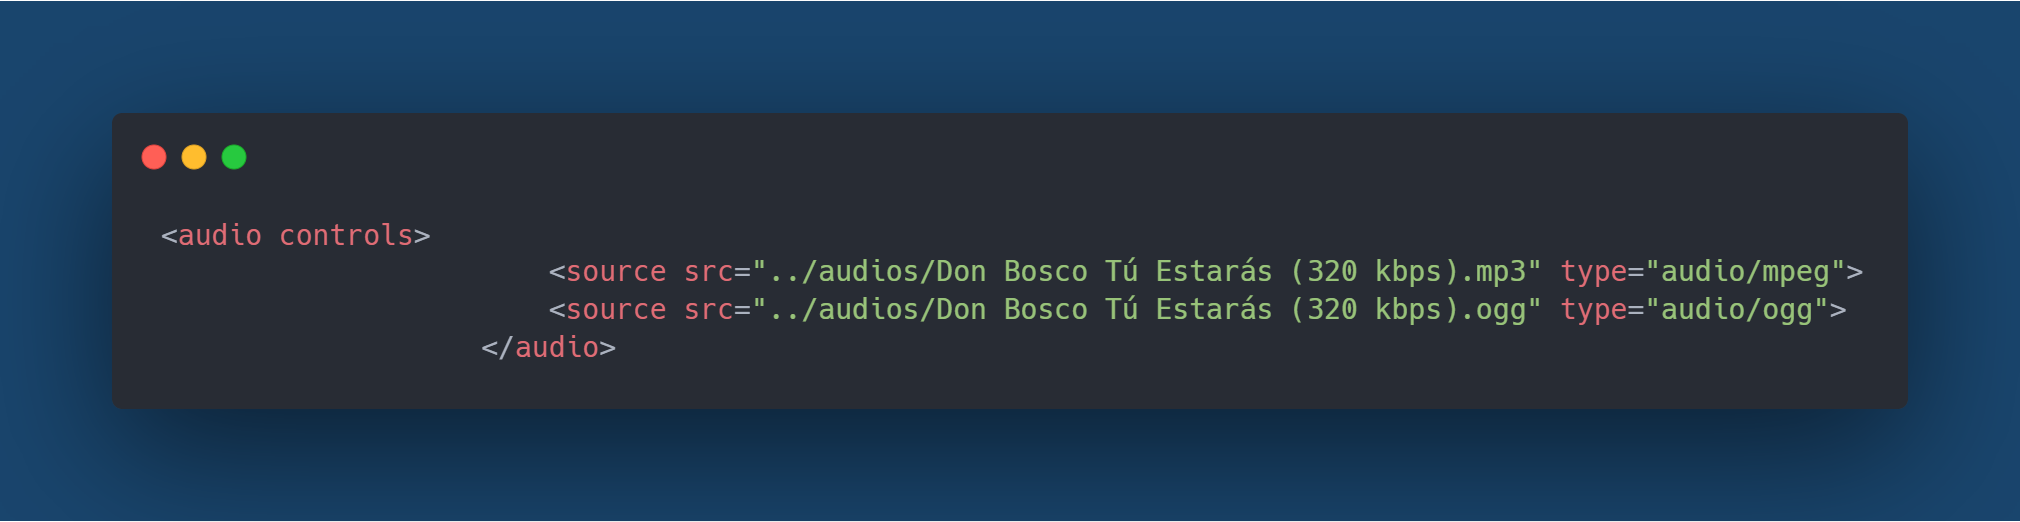 <audio controls>
<source src="../audios/Don Bosco Tú Estarás (320 kbps).mp3" type="audio/mpeg">
<source src="../audios/Don Bosco Tú Estarás (320 kbps).ogg" type="audio/ogg">
</audio>